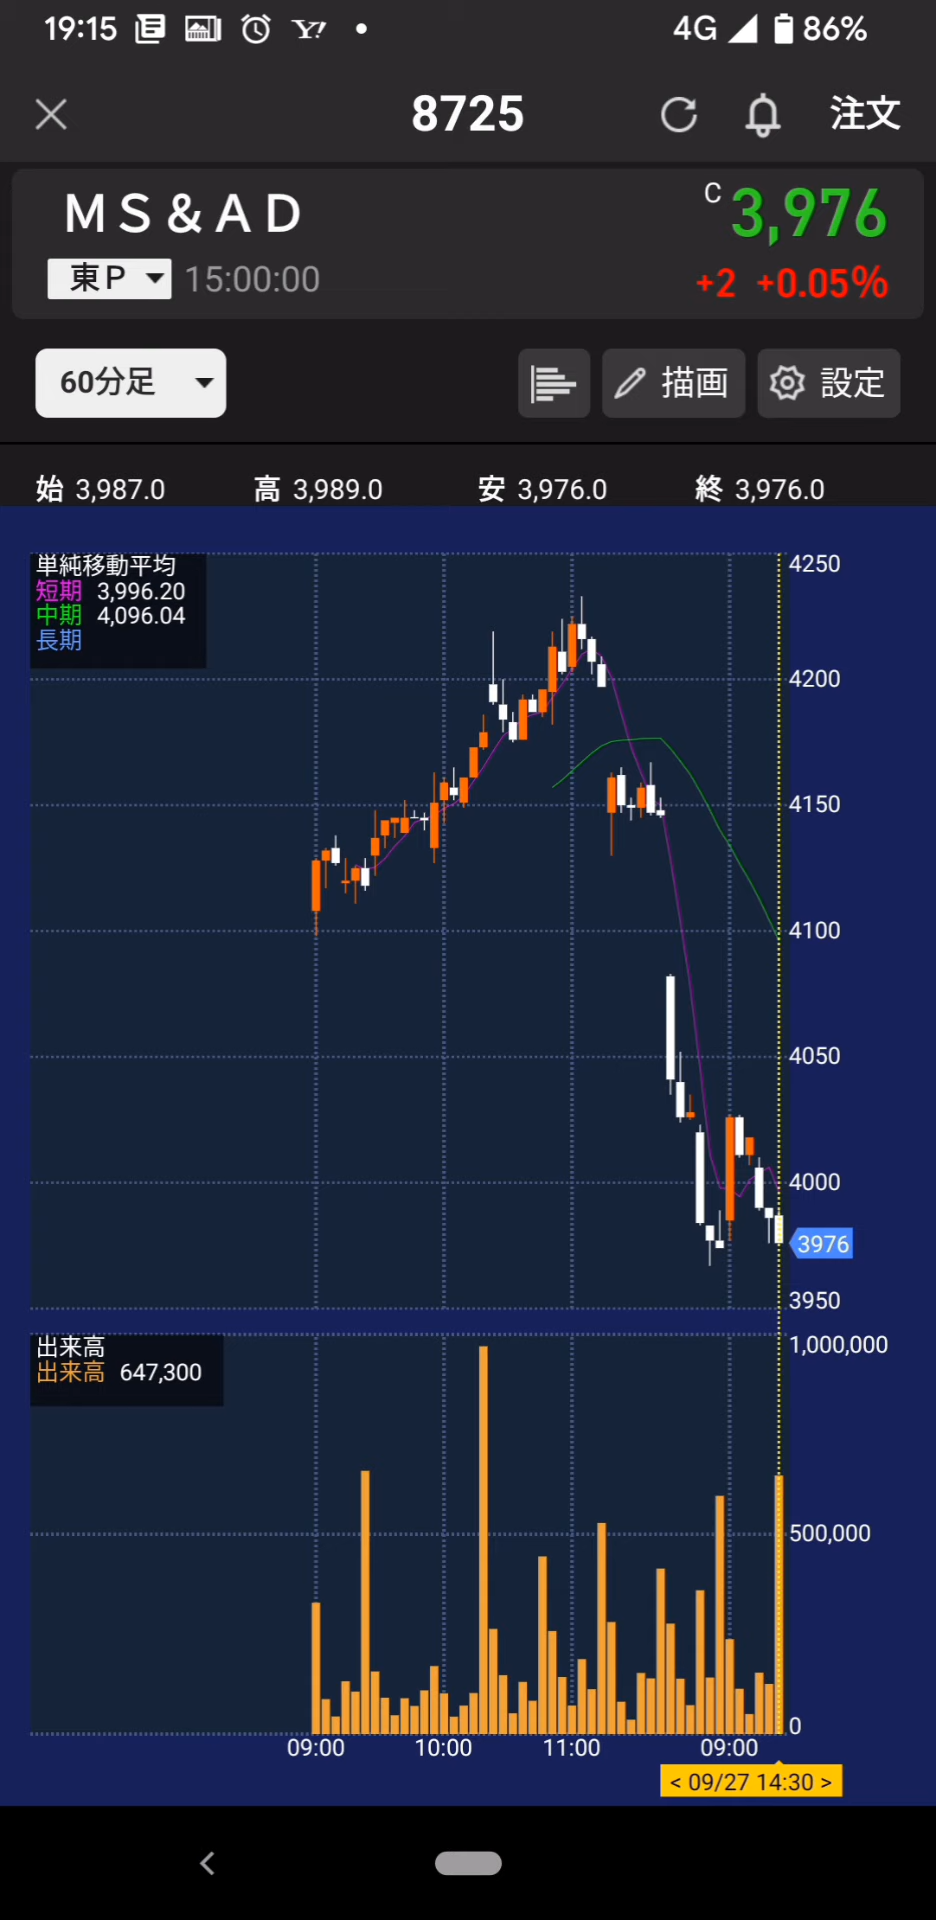 19:15 Y! 4G 86%
8725 注文
ＭＳ＆ＡＤ C 3,976
東P 15:00:00 +2 +0.05%
60分足 描画 設定
始 3,987.0 高 3,989.0 安 3,976.0 終 3,976.0
単純移動平均
短期 3,996.20
中期 4,096.04
長期
4250
4200
4150
4100
4050
4000
3976
3950
出来高
出来高 647,300
1,000,000
500,000
0
09:00 10:00 11:00 09:00
< 09/27 14:30 >